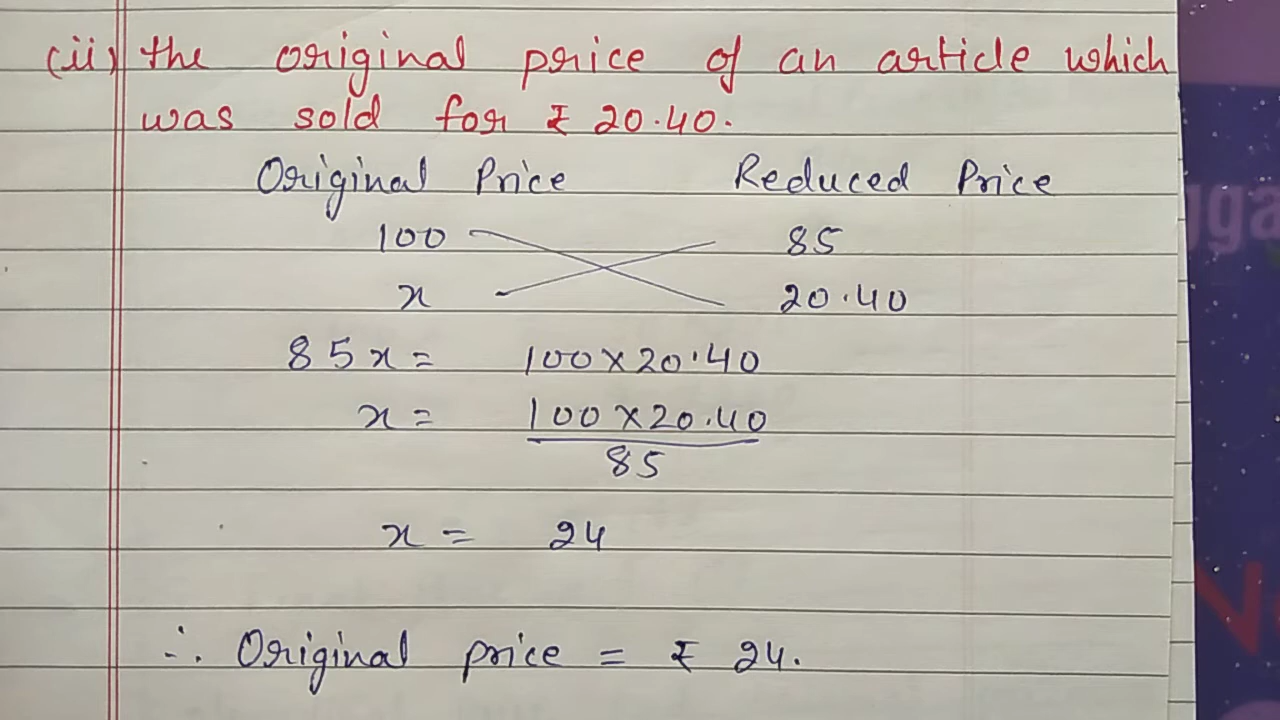 (ii) the original price of an article which
was sold for ₹ 20.40.
Original Price Reduced Price
100 85
x 20.40
85x = 100×20.40
x = 100×20.40
85
x = 24
∴ Original price = ₹ 24.